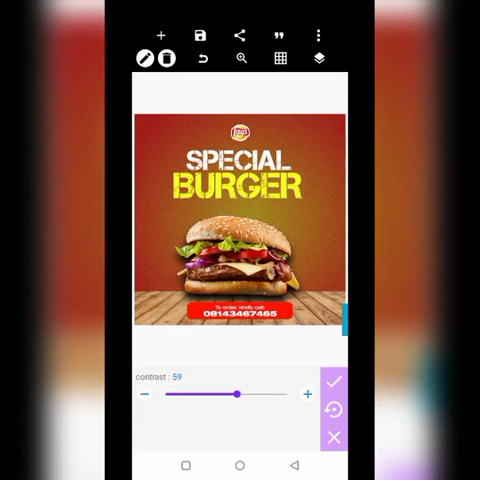 Lay's
SPECIAL
BURGER
To order, kindly call:
08143467465
contrast : 59